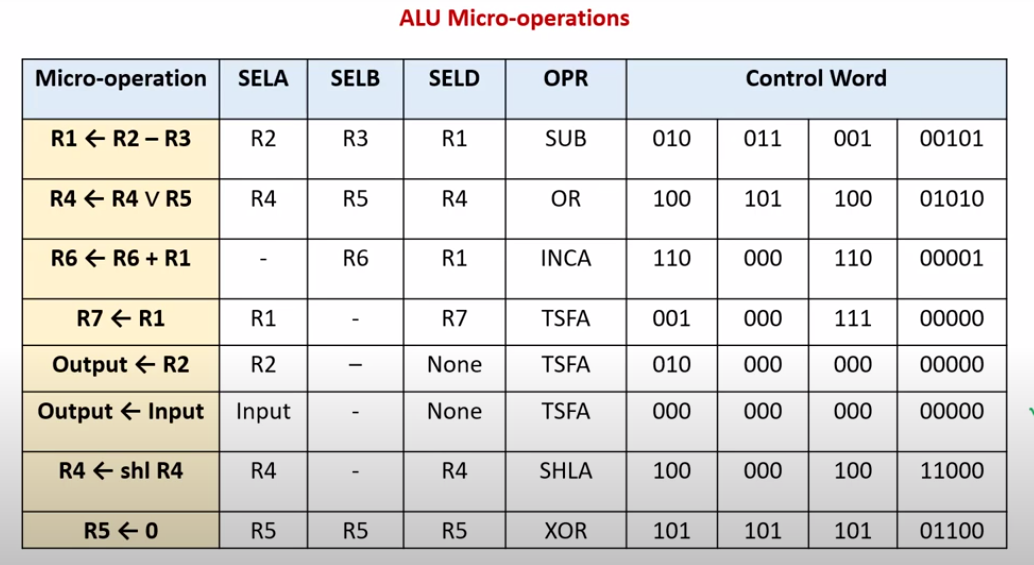 ALU Micro-operations
Micro-operation SELA SELB SELD OPR Control Word
R1 ← R2 – R3 R2 R3 R1 SUB 010 011 001 00101
R4 ← R4 ∨ R5 R4 R5 R4 OR 100 101 100 01010
R6 ← R6 + R1 - R6 R1 INCA 110 000 110 00001
R7 ← R1 R1 - R7 TSFA 001 000 111 00000
Output ← R2 R2 – None TSFA 010 000 000 00000
Output ← Input Input - None TSFA 000 000 000 00000
R4 ← shl R4 R4 - R4 SHLA 100 000 100 11000
R5 ← 0 R5 R5 R5 XOR 101 101 101 01100